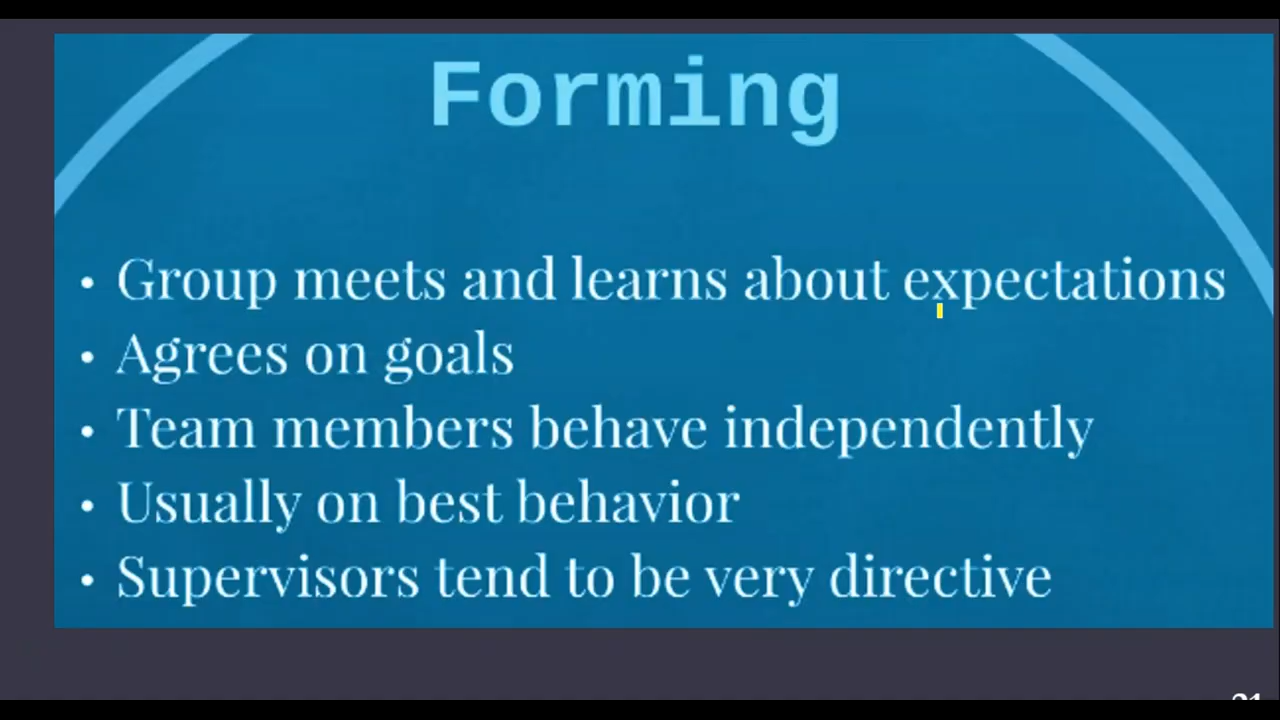 Forming
• Group meets and learns about expectations
• Agrees on goals
• Team members behave independently
• Usually on best behavior
• Supervisors tend to be very directive